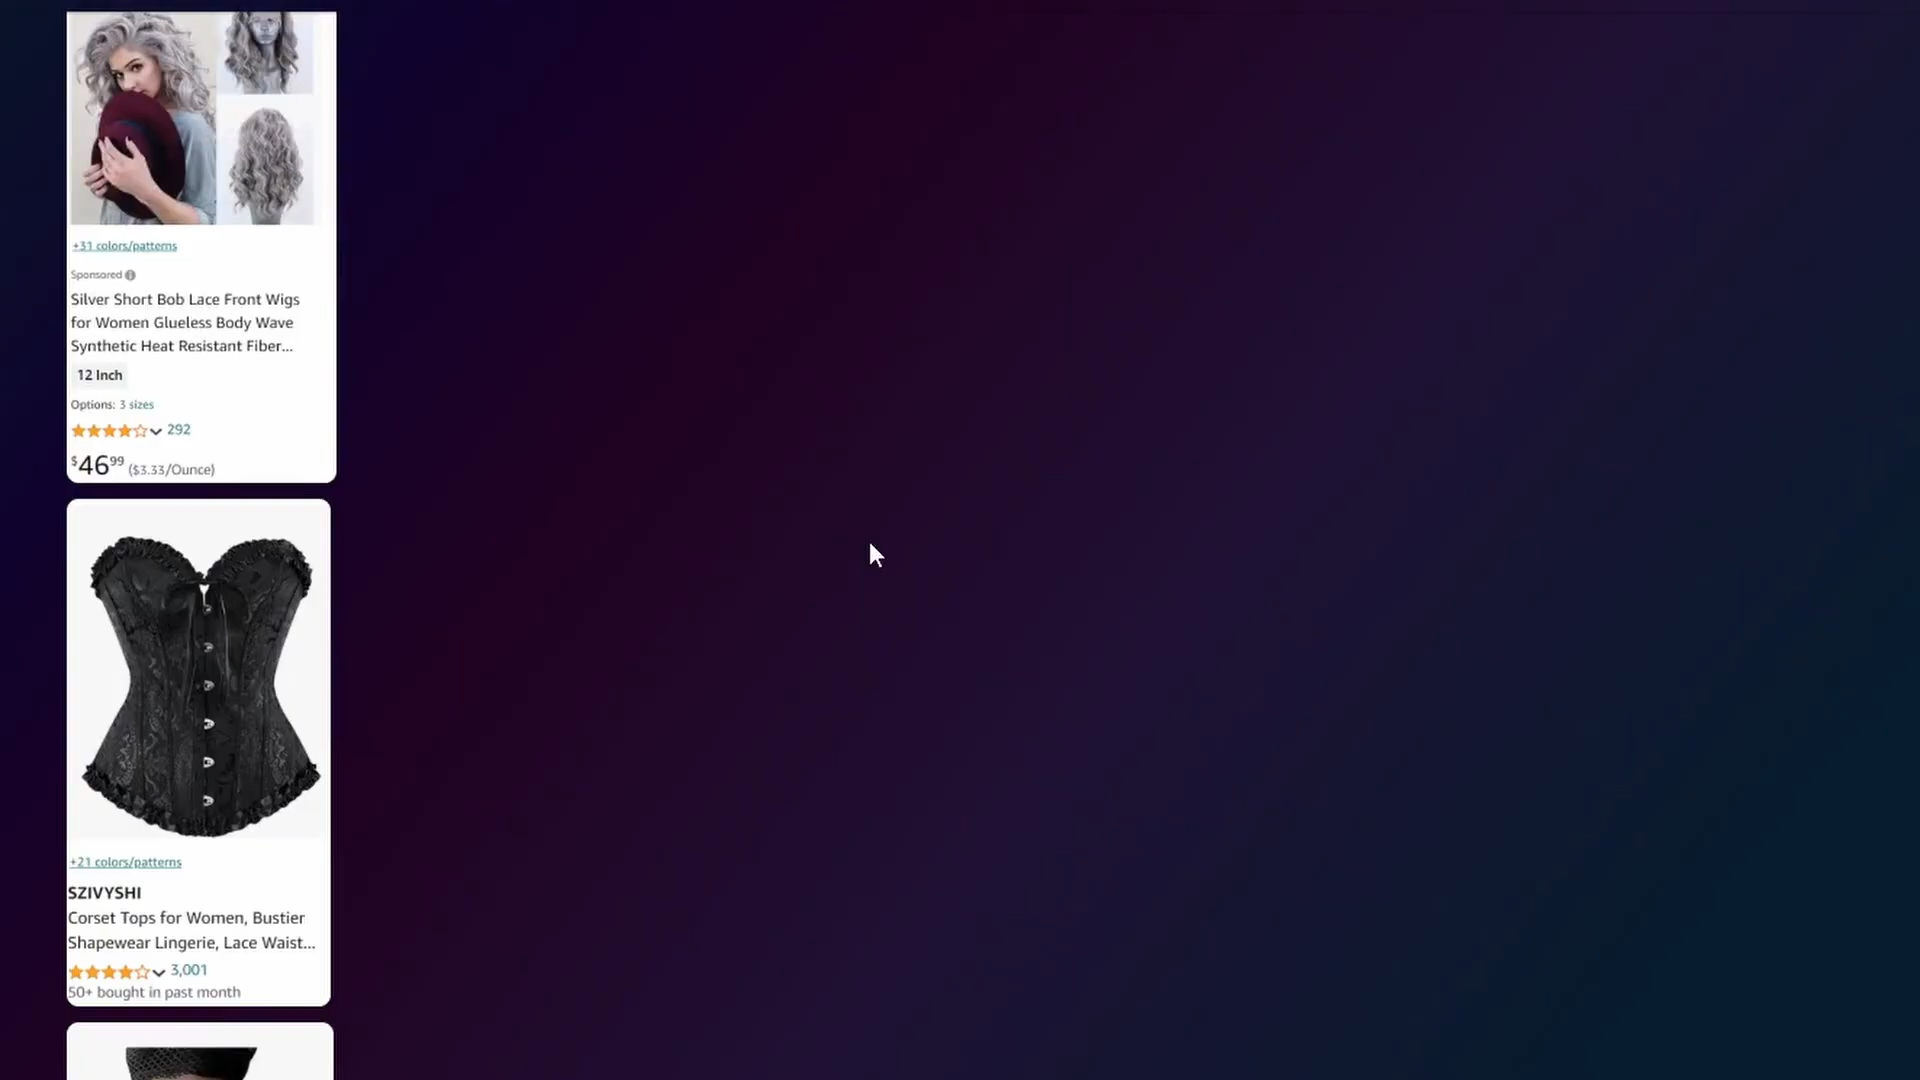 +31 colors/patterns
Sponsored
Silver Short Bob Lace Front Wigs
for Women Glueless Body Wave
Synthetic Heat Resistant Fiber...
12 Inch
Options: 3 sizes
292
$46.99 ($3.33/Ounce)
+21 colors/patterns
SZIVYSHI
Corset Tops for Women, Bustier
Shapewear Lingerie, Lace Waist...
3,001
50+ bought in past month